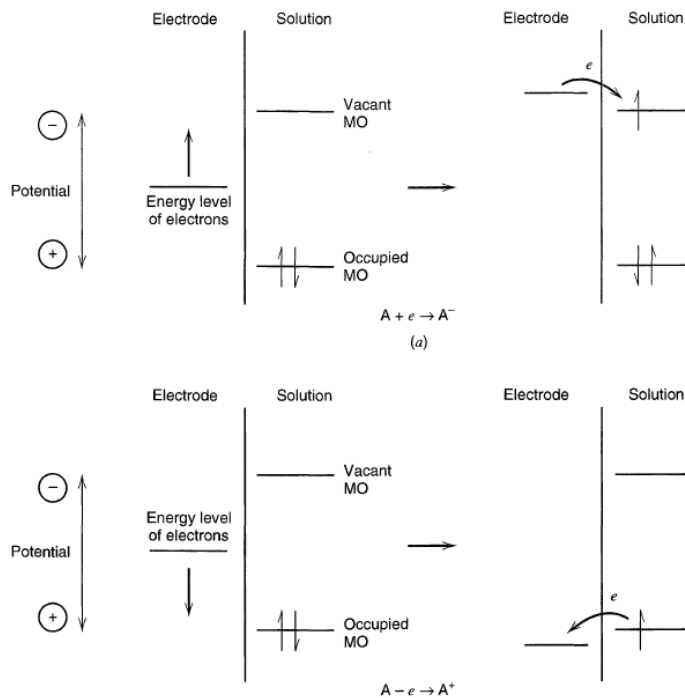 Electrode Solution Electrode Solution
e
−
Vacant
MO
Potential
Energy level
of electrons
+
Occupied
MO
A + e → A⁻
(a)
Electrode Solution Electrode Solution
−
Vacant
MO
Energy level
of electrons
Potential
e
+
Occupied
MO
A − e → A⁺